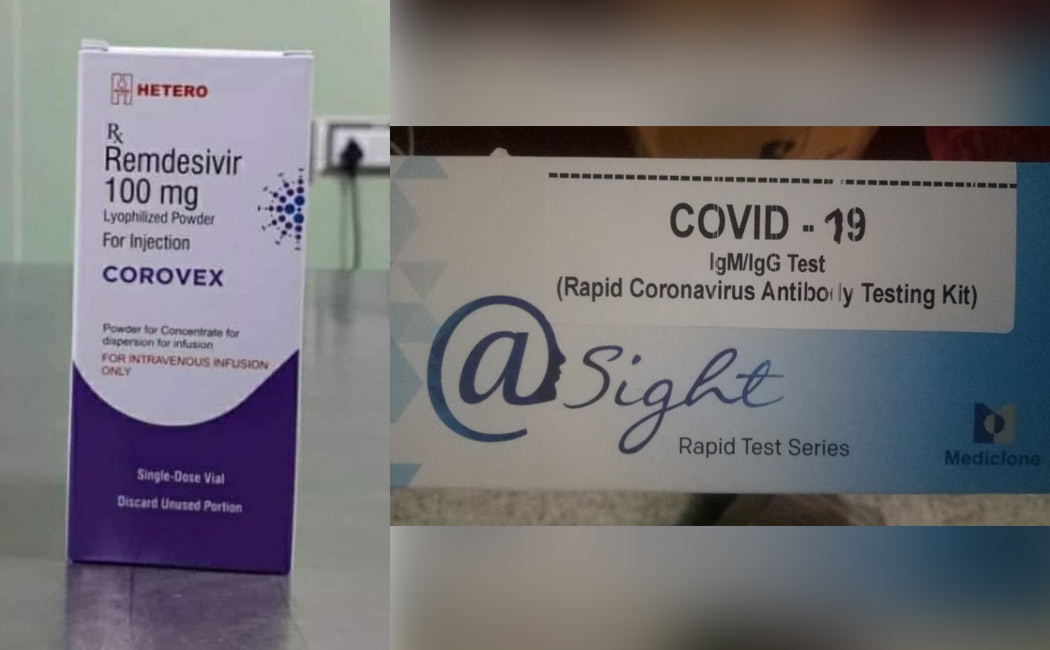 HETERO
Rx
Remdesivir
100 mg
Lyophilized Powder
For Injection
COROVEX
Powder for Concentrate for
dispersion for infusion
FOR INTRAVENOUS INFUSION
ONLY
Single-Dose Vial
Discard Unused Portion
COVID - 19
IgM/IgG Test
(Rapid Coronavirus Antibody Testing Kit)
@Sight
Rapid Test Series
Mediclone